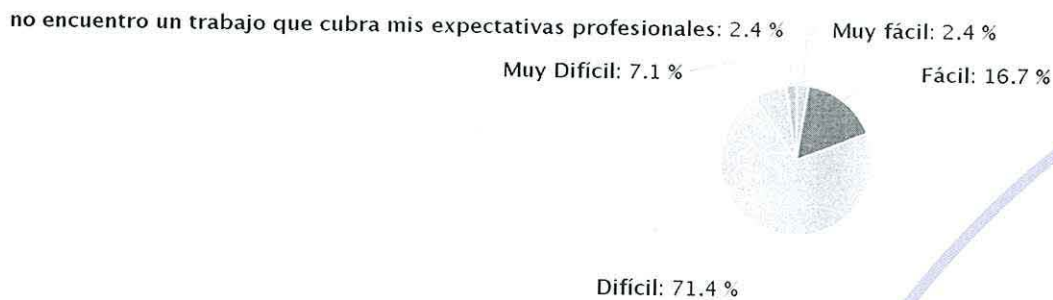 no encuentro un trabajo que cubra mis expectativas profesionales: 2.4 %
Muy fácil: 2.4 %
Muy Difícil: 7.1 %
Fácil: 16.7 %
Difícil: 71.4 %